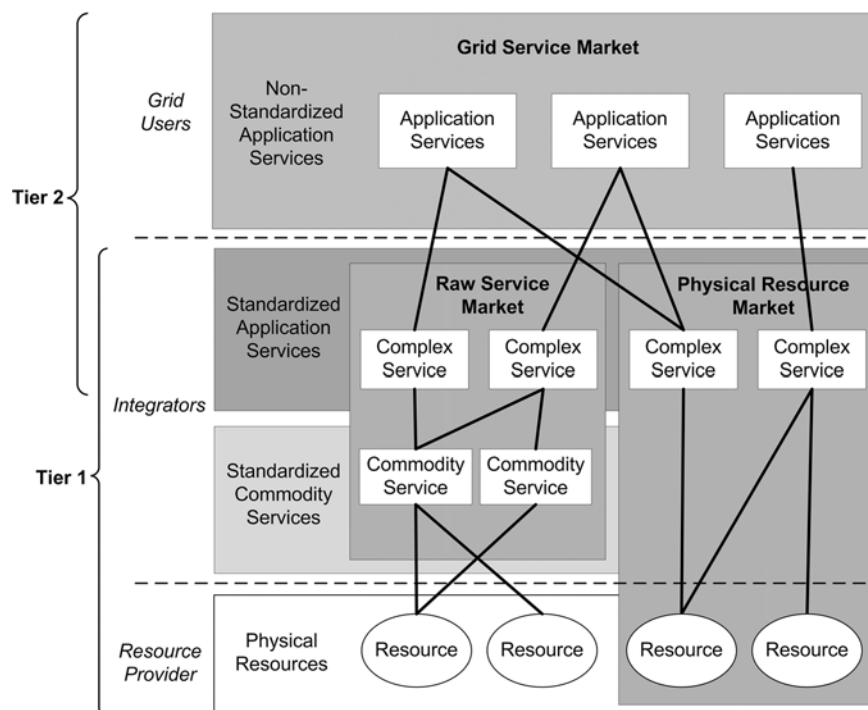 Grid Service Market
Grid
Users
Non-
Standardized
Application
Services
Application
Services
Application
Services
Application
Services
Tier 2
Raw Service
Market
Physical Resource
Market
Standardized
Application
Services
Complex
Service
Complex
Service
Complex
Service
Complex
Service
Integrators
Tier 1
Standardized
Commodity
Services
Commodity
Service
Commodity
Service
Resource
Provider
Physical
Resources
Resource
Resource
Resource
Resource